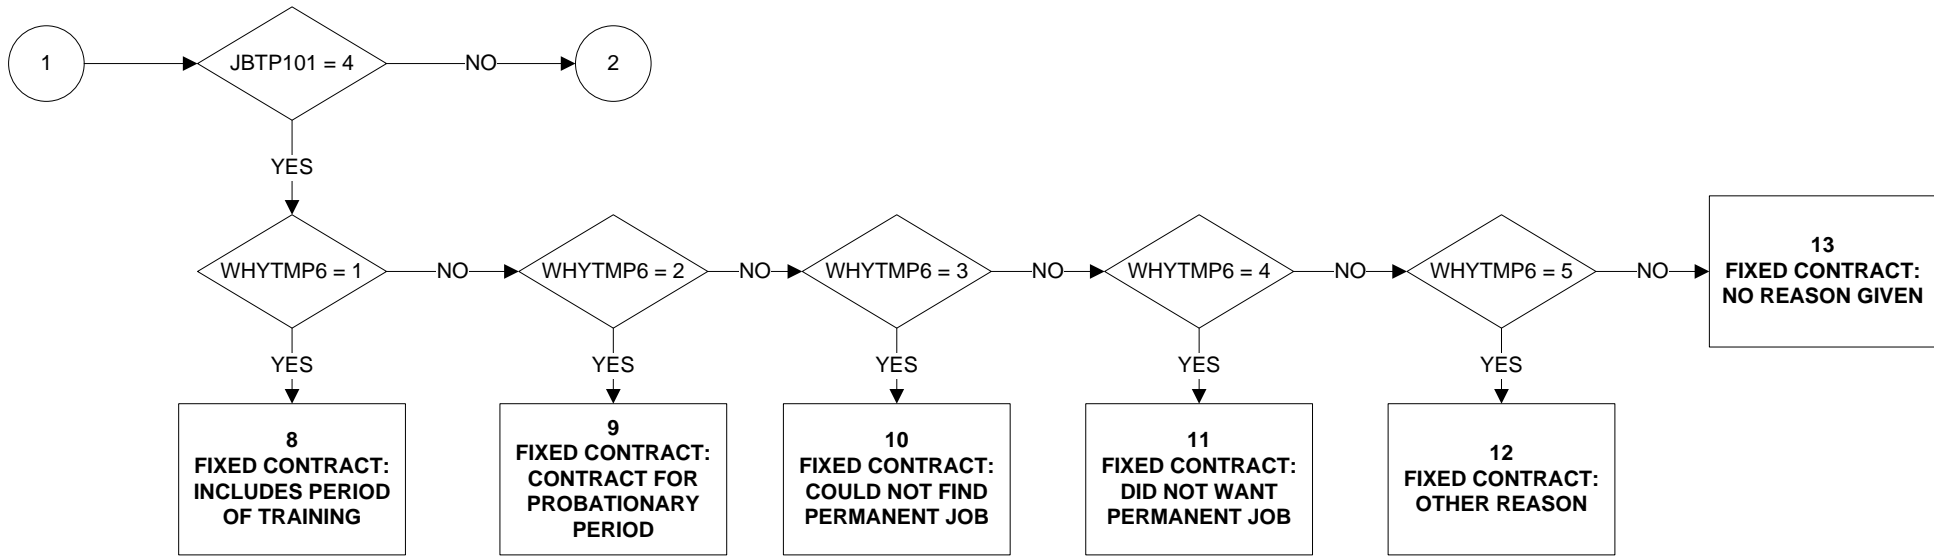 1
JBTP101 = 4
NO
2
YES
WHYTMP6 = 1
NO
WHYTMP6 = 2
NO
WHYTMP6 = 3
NO
WHYTMP6 = 4
NO
WHYTMP6 = 5
NO
13
FIXED CONTRACT:
NO REASON GIVEN
YES
YES
YES
YES
YES
8
FIXED CONTRACT:
INCLUDES PERIOD
OF TRAINING
9
FIXED CONTRACT:
CONTRACT FOR
PROBATIONARY
PERIOD
10
FIXED CONTRACT:
COULD NOT FIND
PERMANENT JOB
11
FIXED CONTRACT:
DID NOT WANT
PERMANENT JOB
12
FIXED CONTRACT:
OTHER REASON